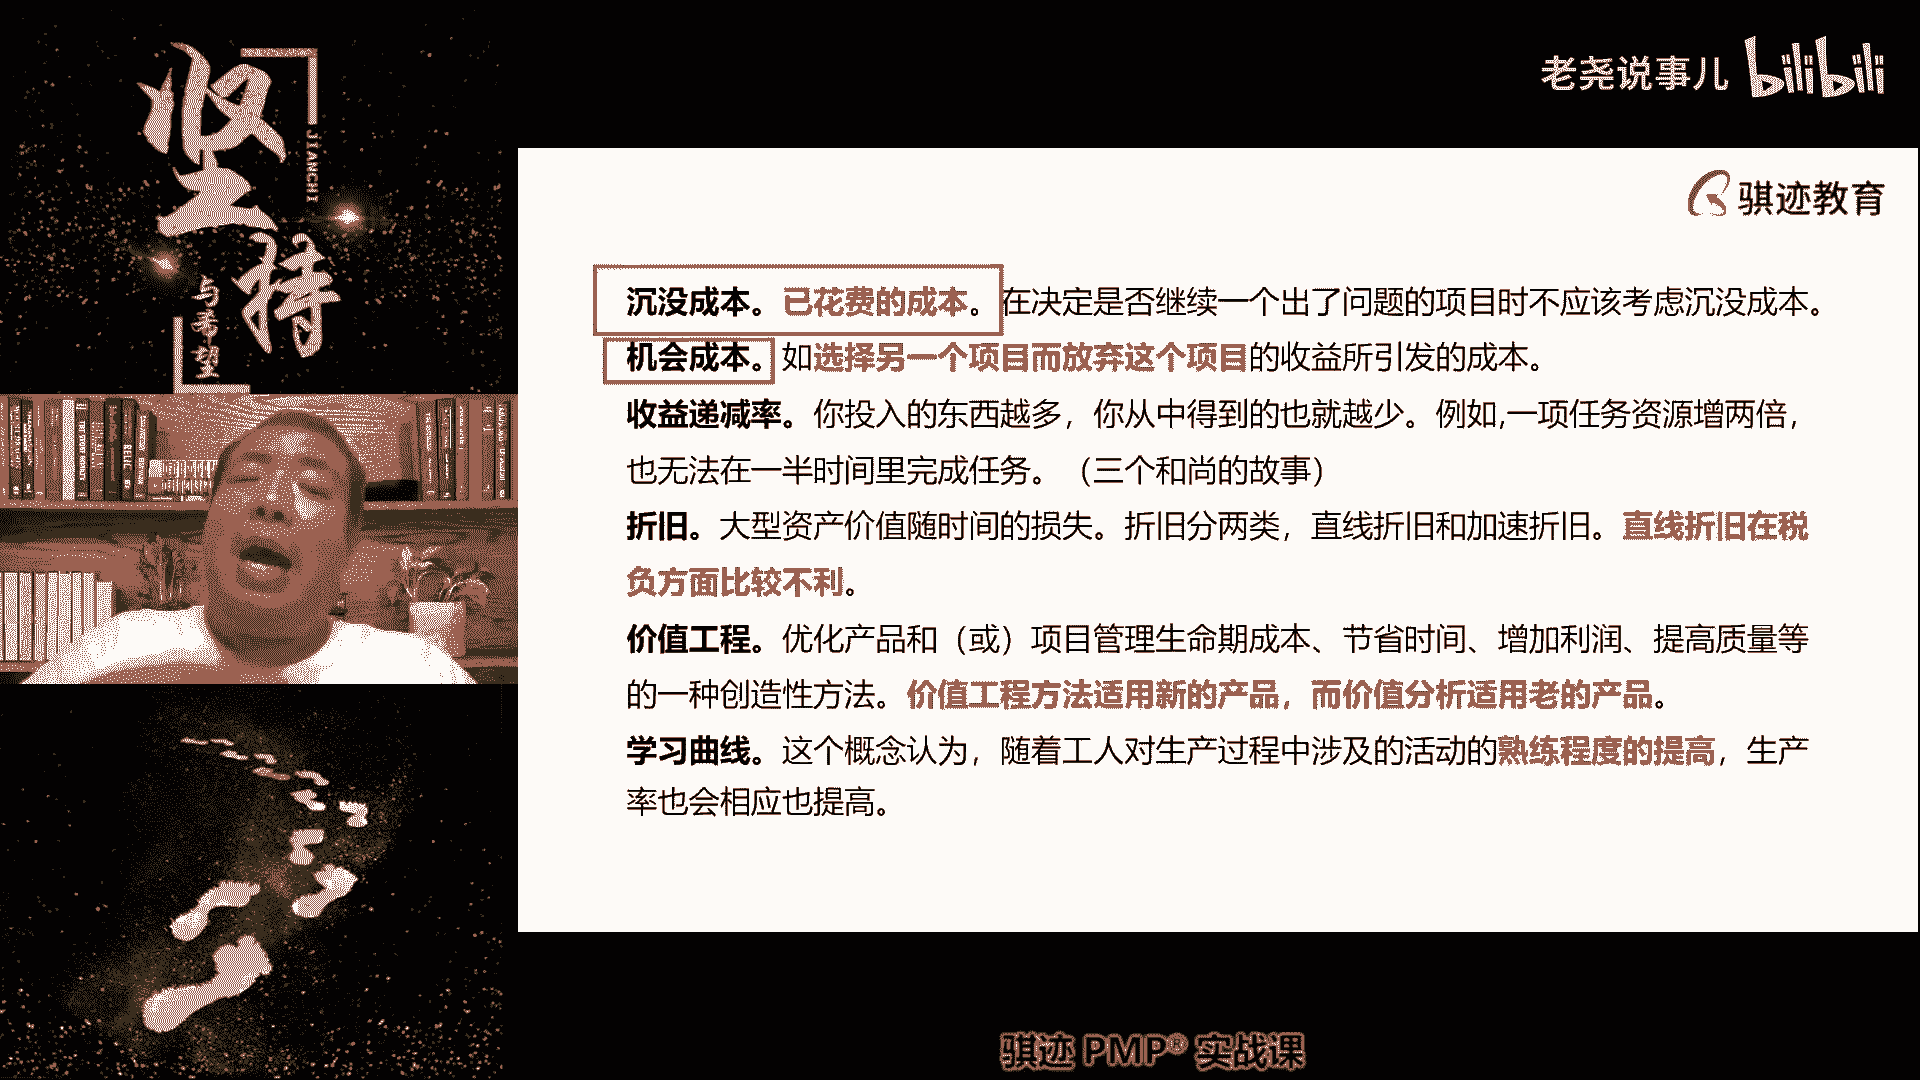 坚持
JIANCHI
与希望
老尧说事儿 bilibili
骐迹教育
沉没成本。已花费的成本。在决定是否继续一个出了问题的项目时不应该考虑沉没成本。
机会成本。如选择另一个项目而放弃这个项目的收益所引发的成本。
收益递减率。你投入的东西越多，你从中得到的也就越少。例如,一项任务资源增两倍，
也无法在一半时间里完成任务。（三个和尚的故事）
折旧。大型资产价值随时间的损失。折旧分两类，直线折旧和加速折旧。直线折旧在税
负方面比较不利。
价值工程。优化产品和（或）项目管理生命期成本、节省时间、增加利润、提高质量等
的一种创造性方法。价值工程方法适用新的产品，而价值分析适用老的产品。
学习曲线。这个概念认为，随着工人对生产过程中涉及的活动的熟练程度的提高，生产
率也会相应也提高。
骐迹 PMP® 实战课